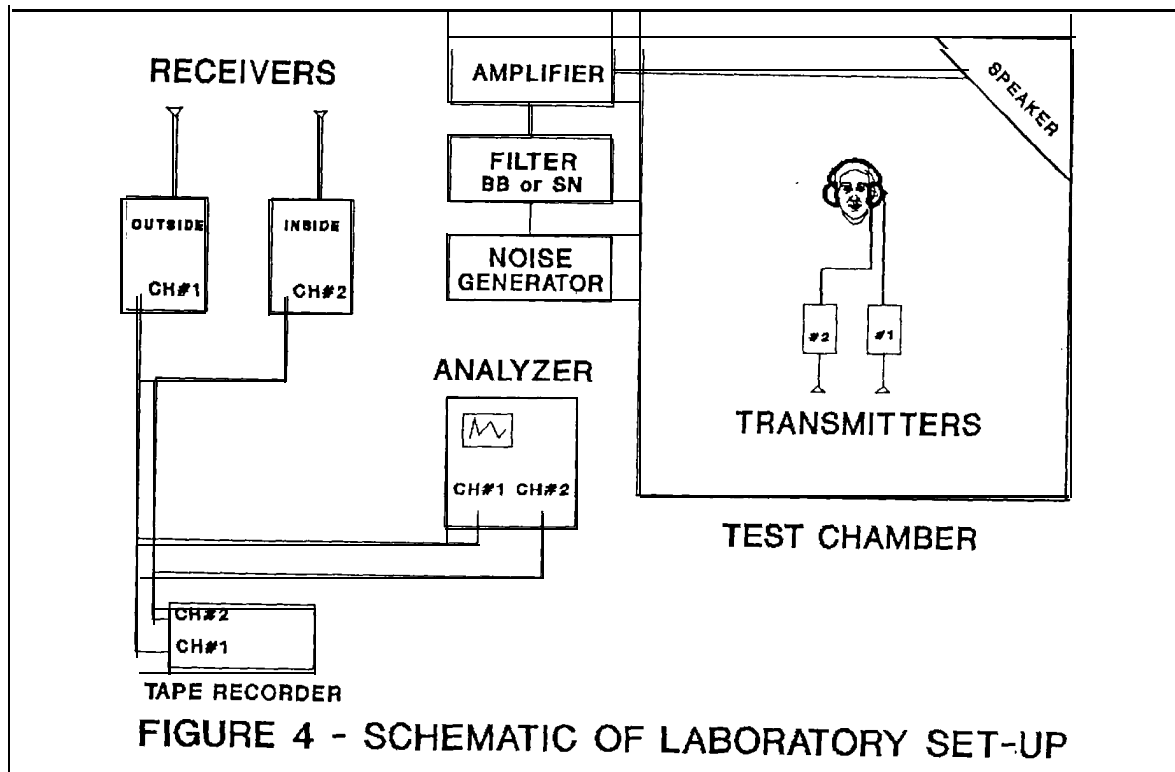 RECEIVERS
OUTSIDE
CH#1
INSIDE
CH#2
AMPLIFIER
FILTER
BB or SN
NOISE
GENERATOR
SPEAKER
#2
#1
TRANSMITTERS
TEST CHAMBER
ANALYZER
CH#1 CH#2
CH#2
CH#1
TAPE RECORDER
FIGURE 4 - SCHEMATIC OF LABORATORY SET-UP